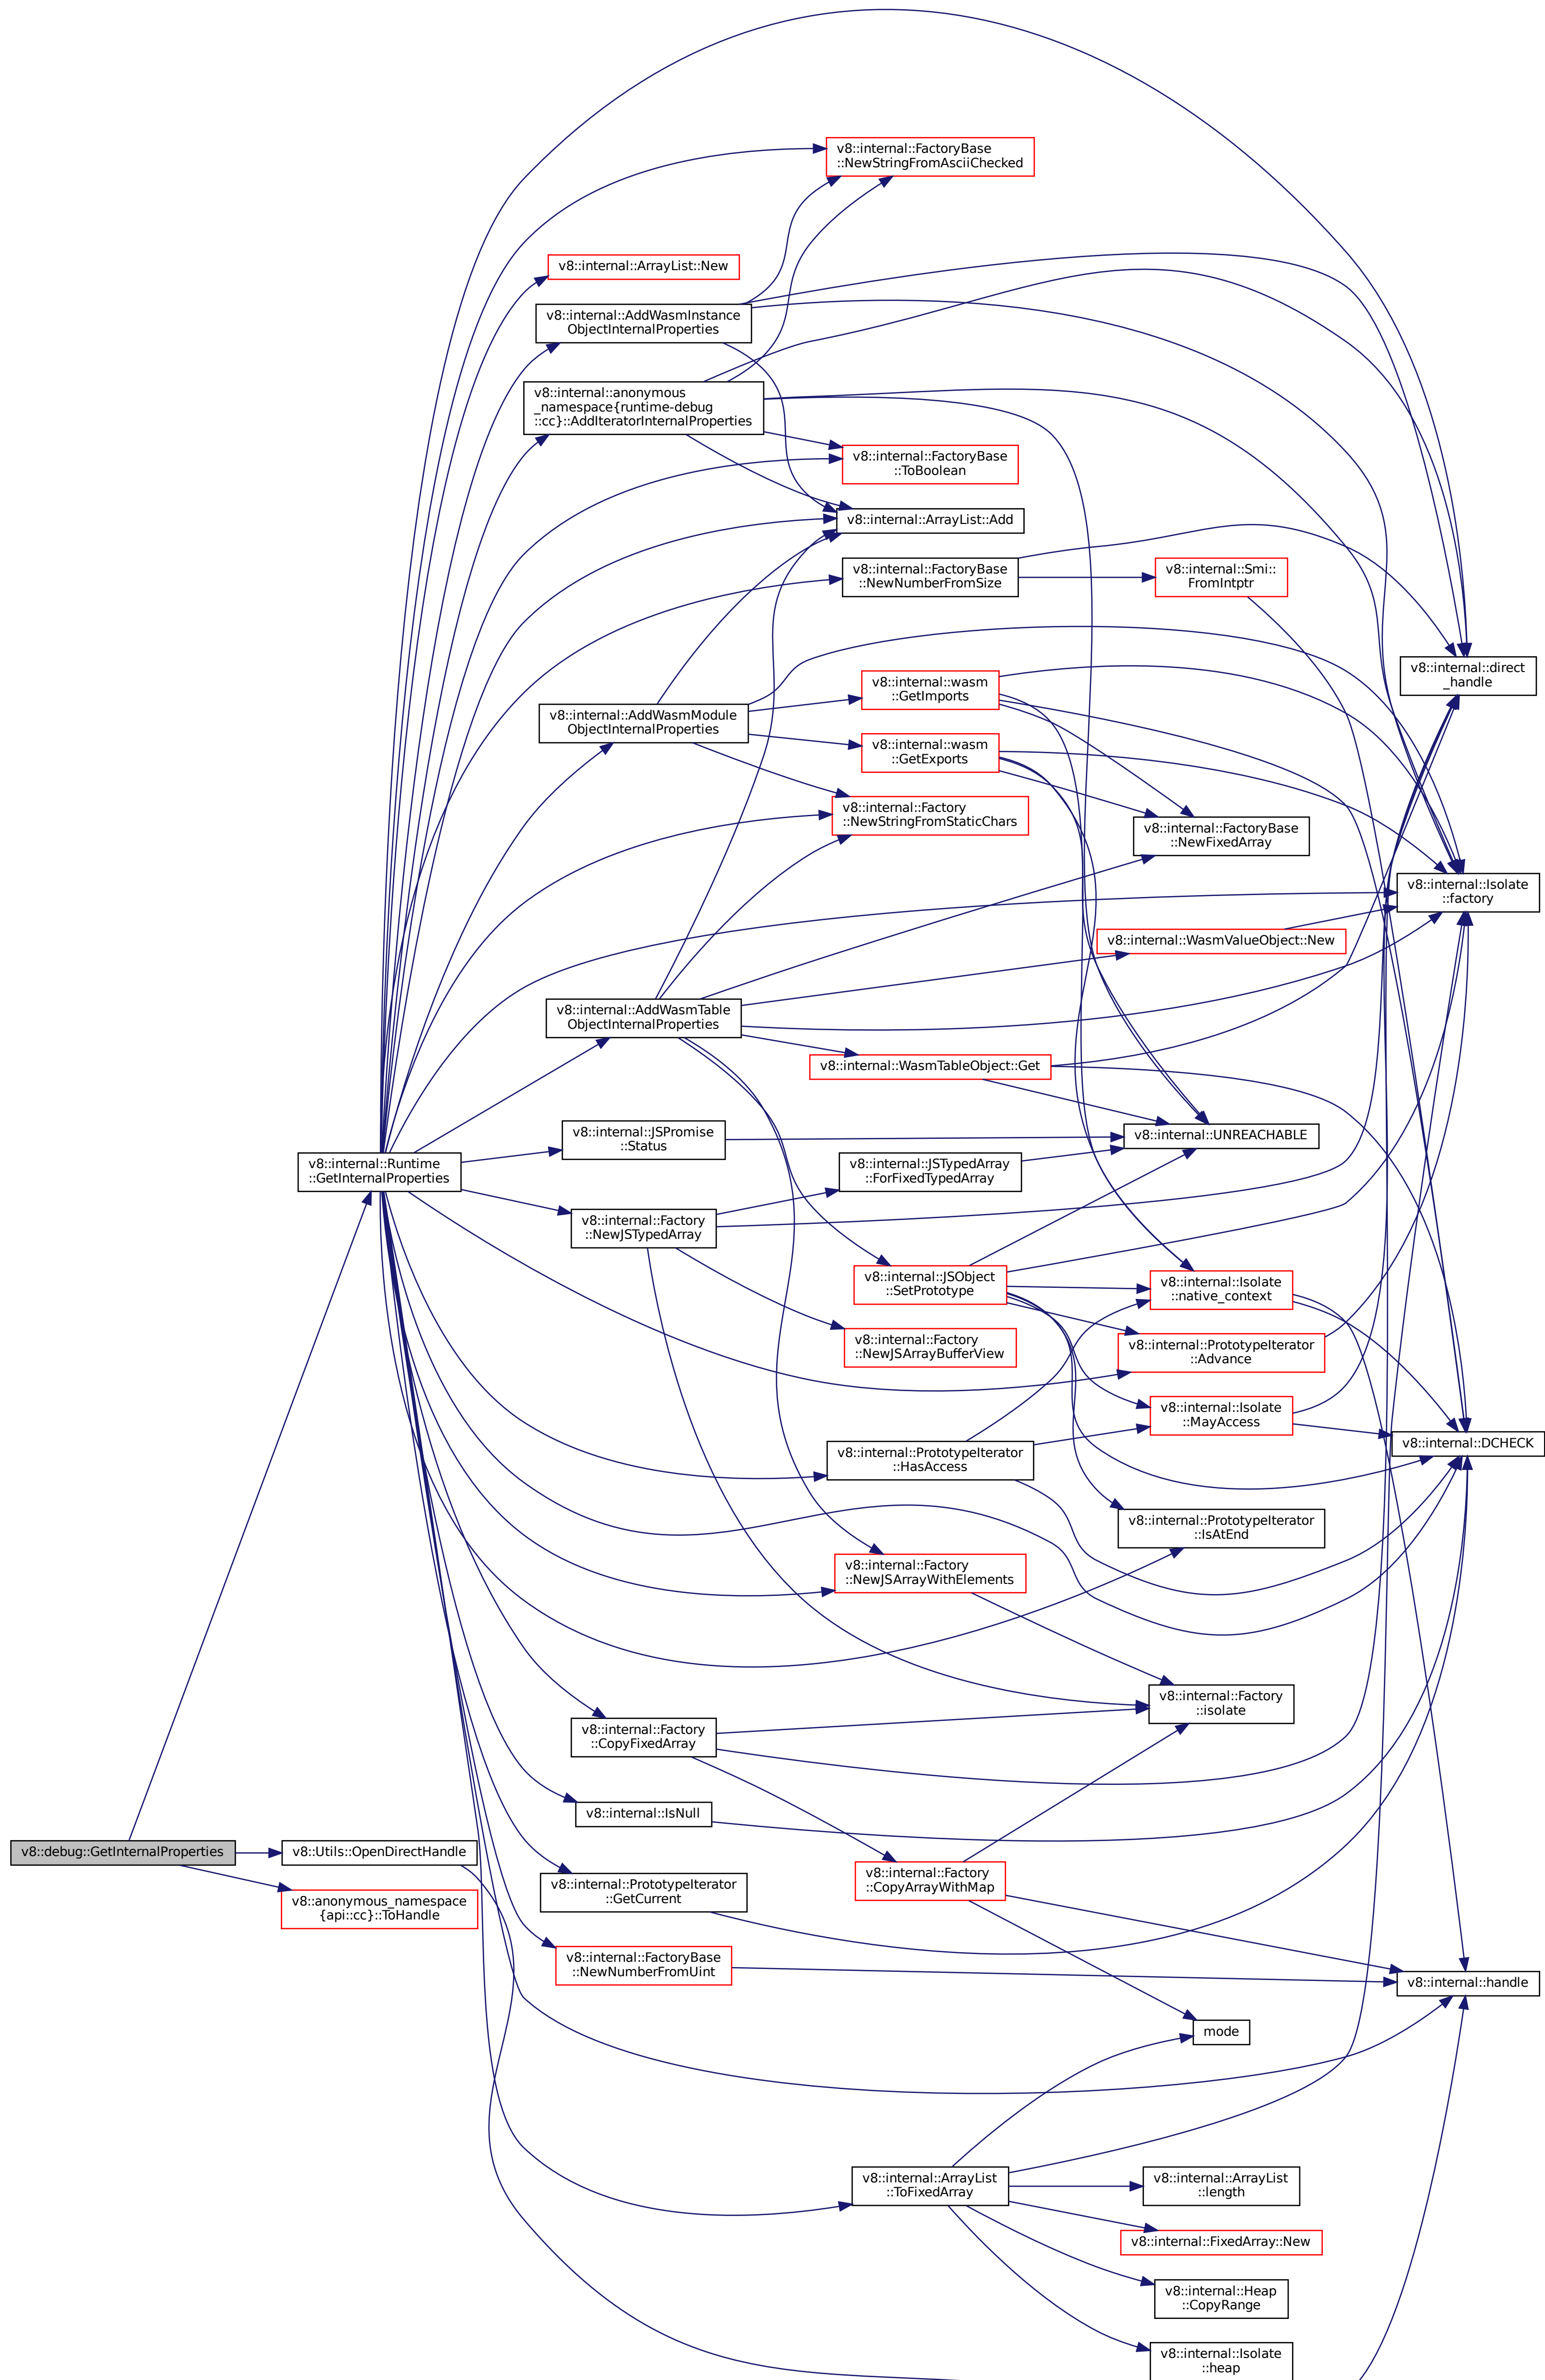 v8::internal::FactoryBase
::NewStringFromAsciiChecked
v8::internal::ArrayList::New
v8::internal::AddWasmInstance
ObjectInternalProperties
v8::internal::anonymous
_namespace{runtime-debug
::cc}::AddIteratorInternalProperties
v8::internal::FactoryBase
::ToBoolean
v8::internal::ArrayList::Add
v8::internal::FactoryBase
::NewNumberFromSize
v8::internal::Smi::
FromIntptr
v8::internal::direct
_handle
v8::internal::wasm
::GetImports
v8::internal::AddWasmModule
ObjectInternalProperties
v8::internal::wasm
::GetExports
v8::internal::Factory
::NewStringFromStaticChars
v8::internal::FactoryBase
::NewFixedArray
v8::internal::Isolate
::factory
v8::internal::WasmValueObject::New
v8::internal::AddWasmTable
ObjectInternalProperties
v8::internal::WasmTableObject::Get
v8::internal::UNREACHABLE
v8::internal::JSPromise
::Status
v8::internal::Runtime
::GetInternalProperties
v8::internal::JSTypedArray
::ForFixedTypedArray
v8::internal::Factory
::NewJSTypedArray
v8::internal::JSObject
::SetPrototype
v8::internal::Isolate
::native_context
v8::internal::Factory
::NewJSArrayBufferView
v8::internal::PrototypeIterator
::Advance
v8::internal::Isolate
::MayAccess
v8::internal::DCHECK
v8::internal::PrototypeIterator
::HasAccess
v8::internal::PrototypeIterator
::IsAtEnd
v8::internal::Factory
::NewJSArrayWithElements
v8::internal::Factory
::isolate
v8::internal::Factory
::CopyFixedArray
v8::internal::IsNull
v8::debug::GetInternalProperties
v8::Utils::OpenDirectHandle
v8::internal::Factory
::CopyArrayWithMap
v8::internal::PrototypeIterator
::GetCurrent
v8::anonymous_namespace
{api::cc}::ToHandle
v8::internal::FactoryBase
::NewNumberFromUint
v8::internal::handle
mode
v8::internal::ArrayList
::ToFixedArray
v8::internal::ArrayList
::length
v8::internal::FixedArray::New
v8::internal::Heap
::CopyRange
v8::internal::Isolate
::heap